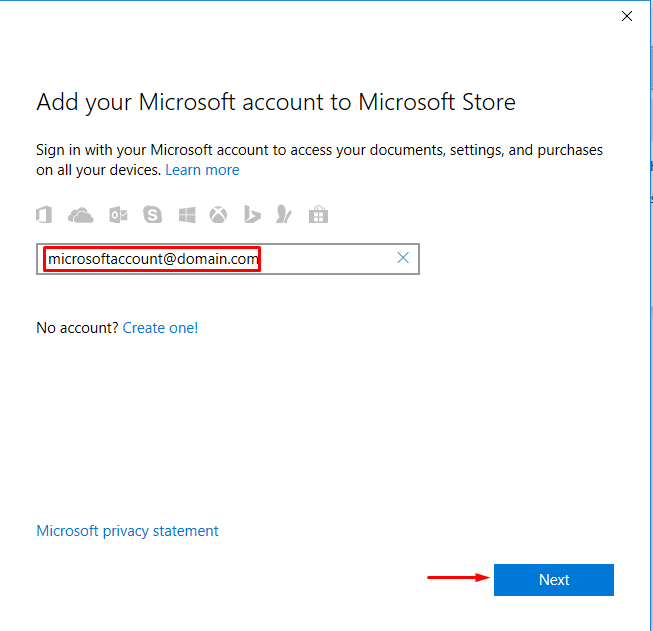 Add your Microsoft account to Microsoft Store
Sign in with your Microsoft account to access your documents, settings, and purchases
on all your devices. Learn more
microsoftaccount@domain.com
No account? Create one!
Microsoft privacy statement
Next